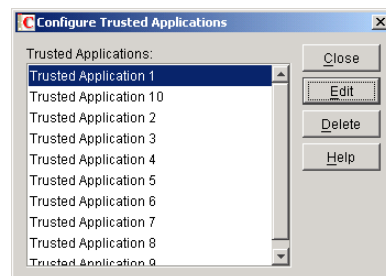 Configure Trusted Applications
Trusted Applications:
Trusted Application 1
Trusted Application 10
Trusted Application 2
Trusted Application 3
Trusted Application 4
Trusted Application 5
Trusted Application 6
Trusted Application 7
Trusted Application 8
Trusted Application 9
Close
Edit
Delete
Help